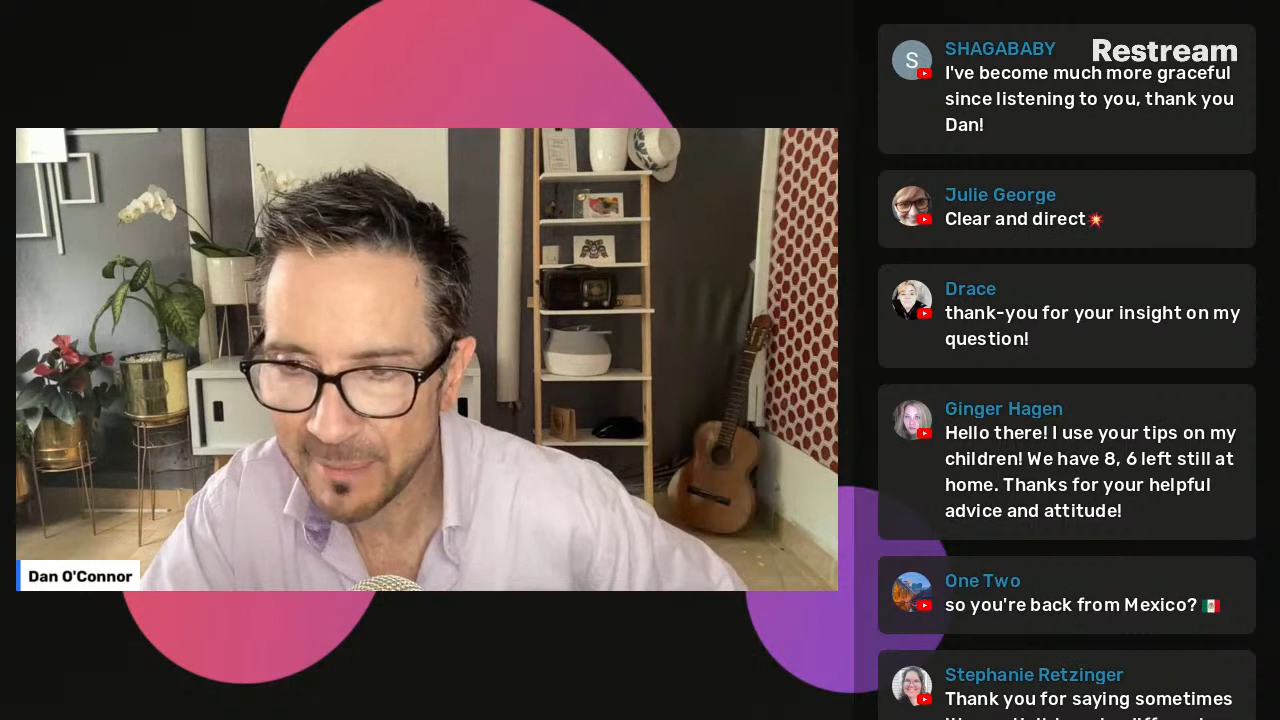 Restream
SHAGABABY
I've become much more graceful
since listening to you, thank you
Dan!
Julie George
Clear and direct💥
Drace
thank-you for your insight on my
question!
Ginger Hagen
Hello there! I use your tips on my
children! We have 8, 6 left still at
home. Thanks for your helpful
advice and attitude!
One Two
so you're back from Mexico? 🇲🇽
Stephanie Retzinger
Thank you for saying sometimes
Dan O'Connor
S